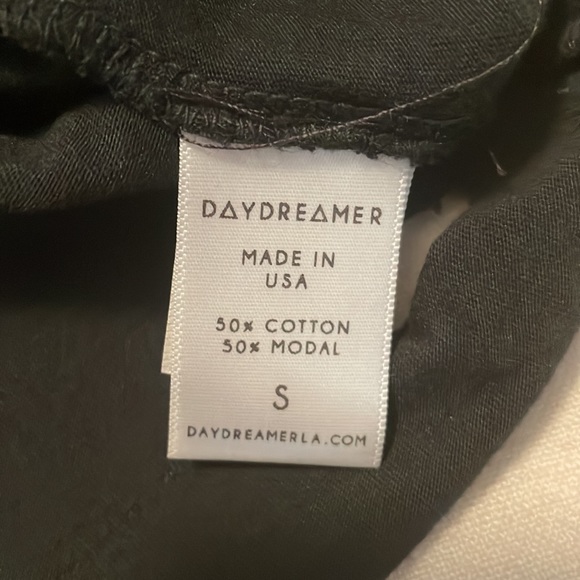 DAYDREAMER
MADE IN
USA
50% COTTON
50% MODAL
S
DAYDREAMERLA.COM